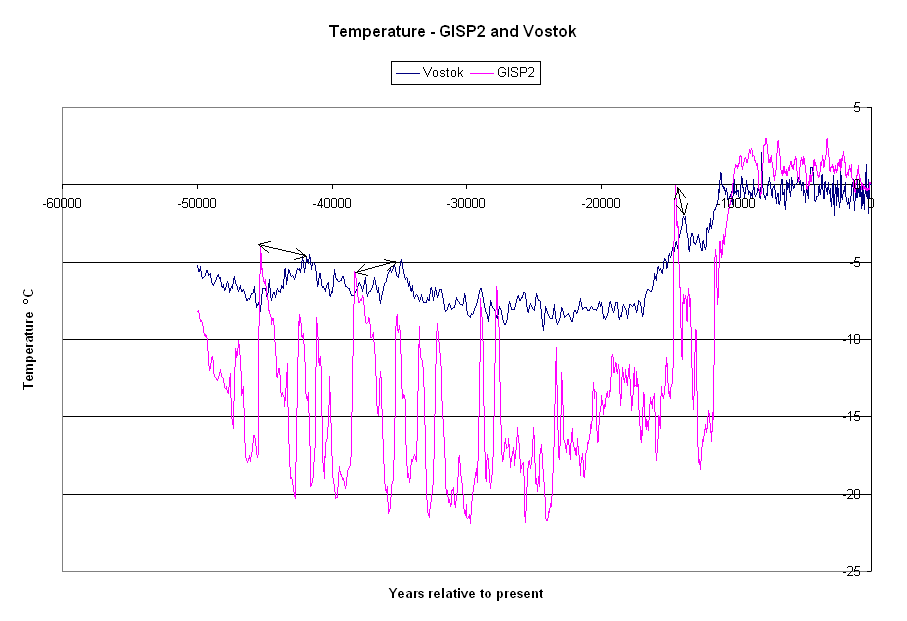 Temperature - GISP2 and Vostok
Vostok GISP2
5
0
-60000 -50000 -40000 -30000 -20000 -10000 0
-5
-10
-15
-20
-25
Temperature °C
Years relative to present